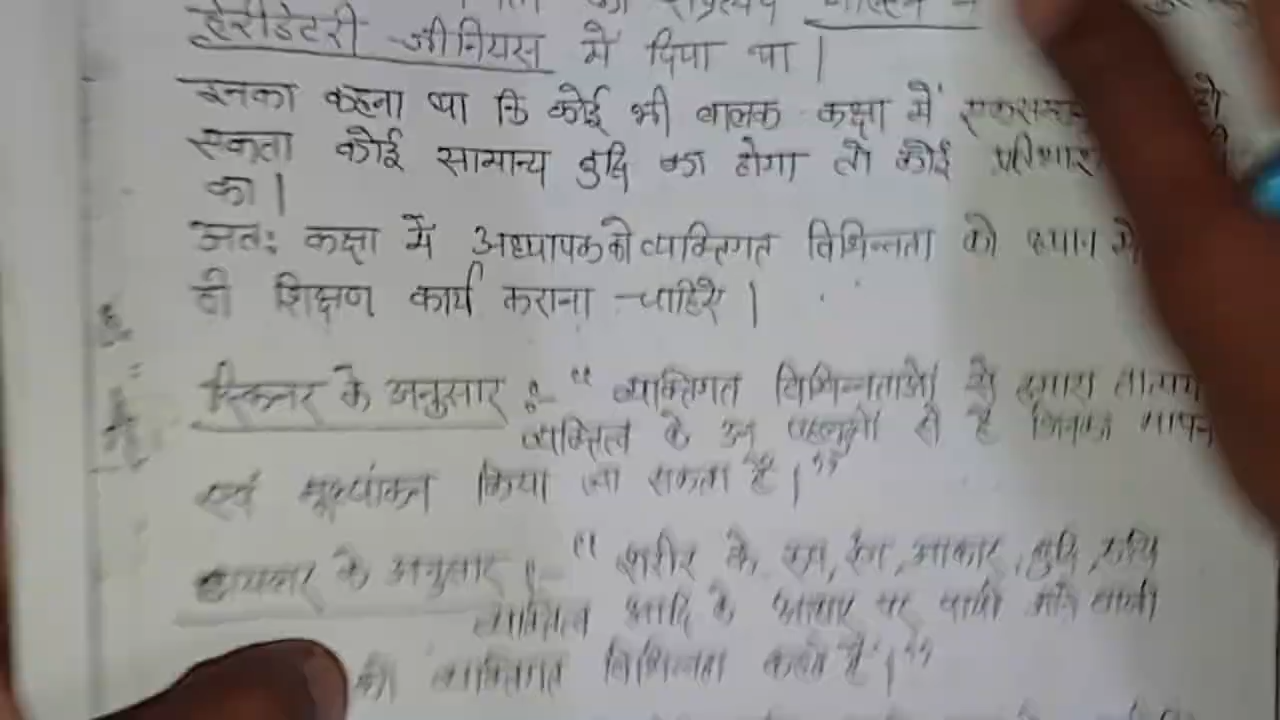 हेरीडेटरी जीनियस में दिया था।
इनका कहना था कि कोई भी बालक कक्षा में
सकता कोई सामान्य बुद्दि का होगा तो कोई
का।
अतः कक्षा में अध्यापक को व्यक्तिगत विभिन्नता को ध्यान में
ही शिक्षण कार्य कराना चाहिये।
स्किनर के अनुसार :- "व्यक्तिगत विभिन्नताओं से हमारा तात्पर्य
व्यक्तित्व के उन पहलुओं से है जिनका मापन
एवं मूल्यांकन किया जा सकता है।"
के अनुसार :- "शरीर के रूप, रंग, आकार, बुद्दि, रूचि
व्यक्तित्व आदि के आधार पर पायी जाने वाली
को व्यक्तिगत विभिन्नता कहते है।"